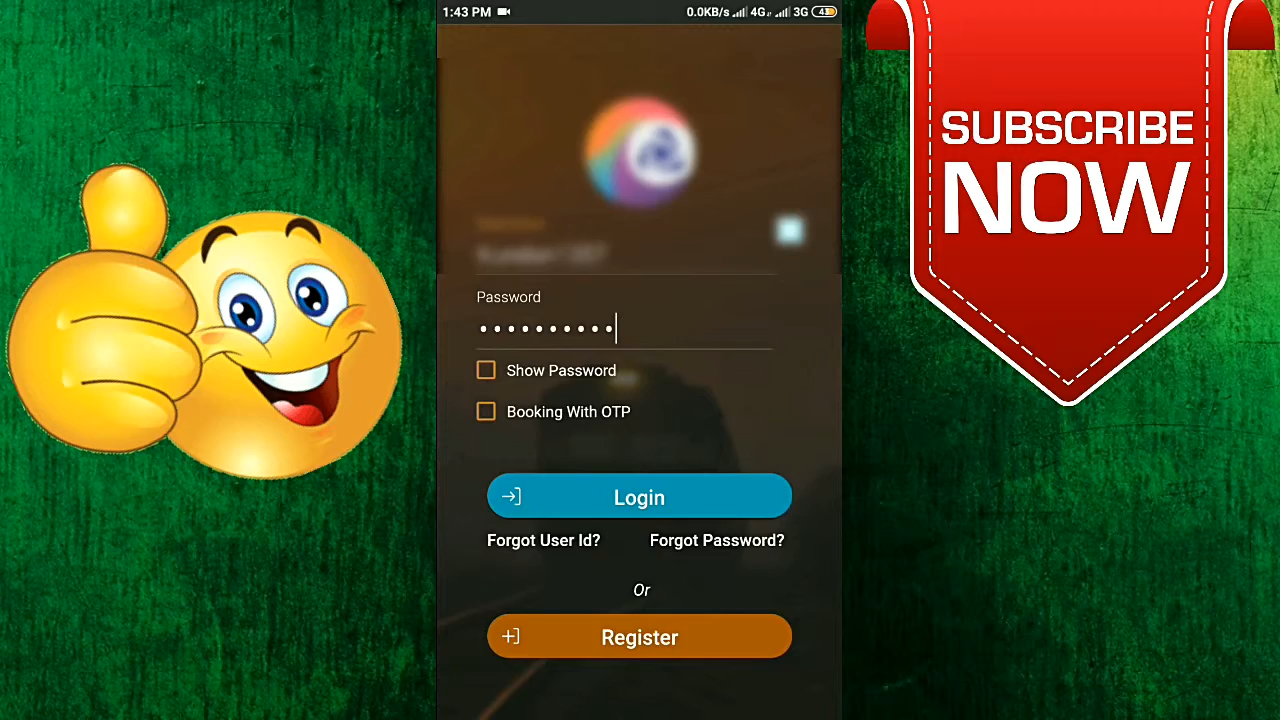 1:43 PM
0.0KB/s 4G 3G 43
SUBSCRIBE
NOW
Password
Show Password
Booking With OTP
Login
Forgot User Id?
Forgot Password?
Or
Register